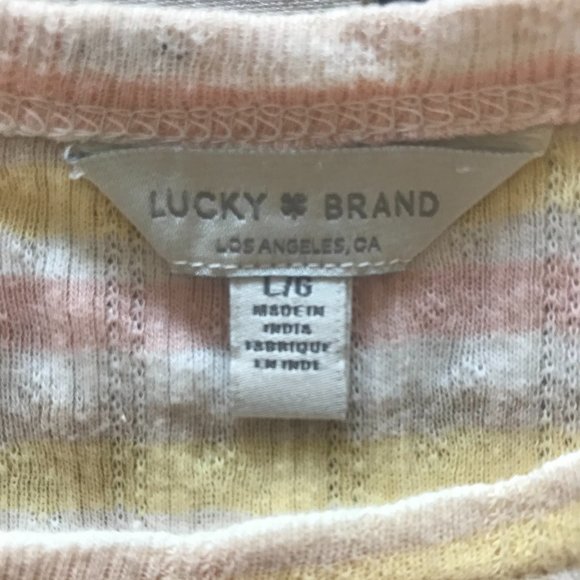 LUCKY BRAND
LOS ANGELES, CA
L/G
MADE IN
INDIA
FABRIQUE
EN INDE